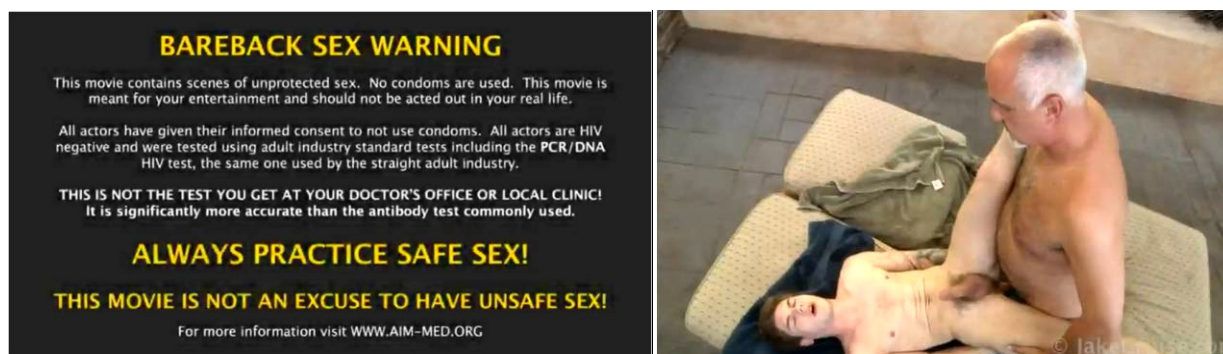 BAREBACK SEX WARNING
This movie contains scenes of unprotected sex. No condoms are used. This movie is
meant for your entertainment and should not be acted out in your real life.
All actors have given their informed consent to not use condoms. All actors are HIV
negative and were tested using adult industry standard tests including the PCR/DNA
HIV test, the same one used by the straight adult industry.
THIS IS NOT THE TEST YOU GET AT YOUR DOCTOR'S OFFICE OR LOCAL CLINIC!
It is significantly more accurate than the antibody test commonly used.
ALWAYS PRACTICE SAFE SEX!
THIS MOVIE IS NOT AN EXCUSE TO HAVE UNSAFE SEX!
For more information visit WWW.AIM-MED.ORG